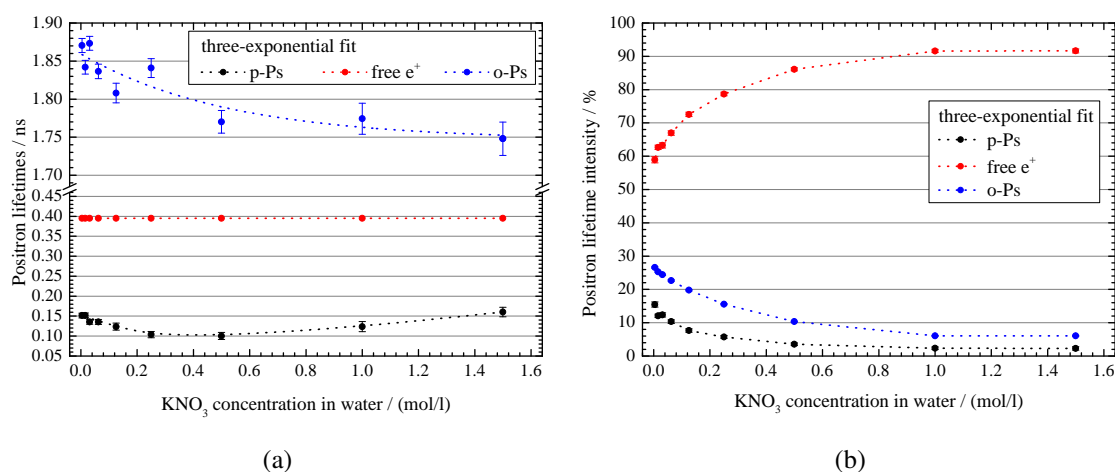 1.90
1.85
1.80
1.75
1.70
0.45
0.40
0.35
0.30
0.25
0.20
0.15
0.10
0.05
Positron lifetimes / ns
three-exponential fit
p-Ps free e⁺ o-Ps
0.0 0.2 0.4 0.6 0.8 1.0 1.2 1.4 1.6
KNO₃ concentration in water / (mol/l)
(a)
100
90
80
70
60
50
40
30
20
10
0
Positron lifetime intensity / %
three-exponential fit
p-Ps
free e⁺
o-Ps
0.0 0.2 0.4 0.6 0.8 1.0 1.2 1.4 1.6
KNO₃ concentration in water / (mol/l)
(b)